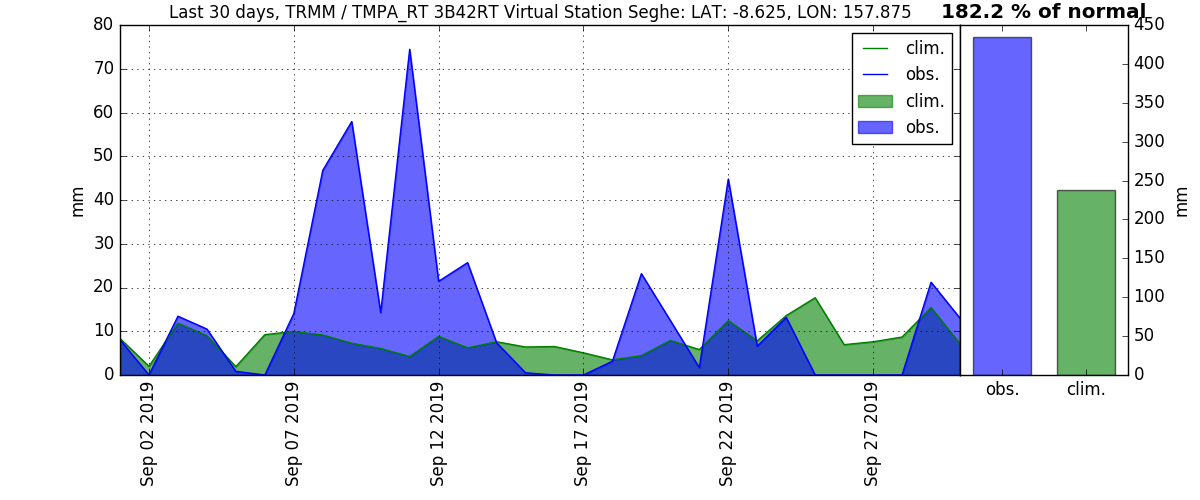 Last 30 days, TRMM / TMPA_RT 3B42RT Virtual Station Seghe: LAT: -8.625, LON: 157.875
182.2 % of normal
80
70
60
50
40
30
20
10
0
mm
clim.
obs.
clim.
obs.
450
400
350
300
250
200
150
100
50
0
mm
Sep 02 2019
Sep 07 2019
Sep 12 2019
Sep 17 2019
Sep 22 2019
Sep 27 2019
obs.
clim.